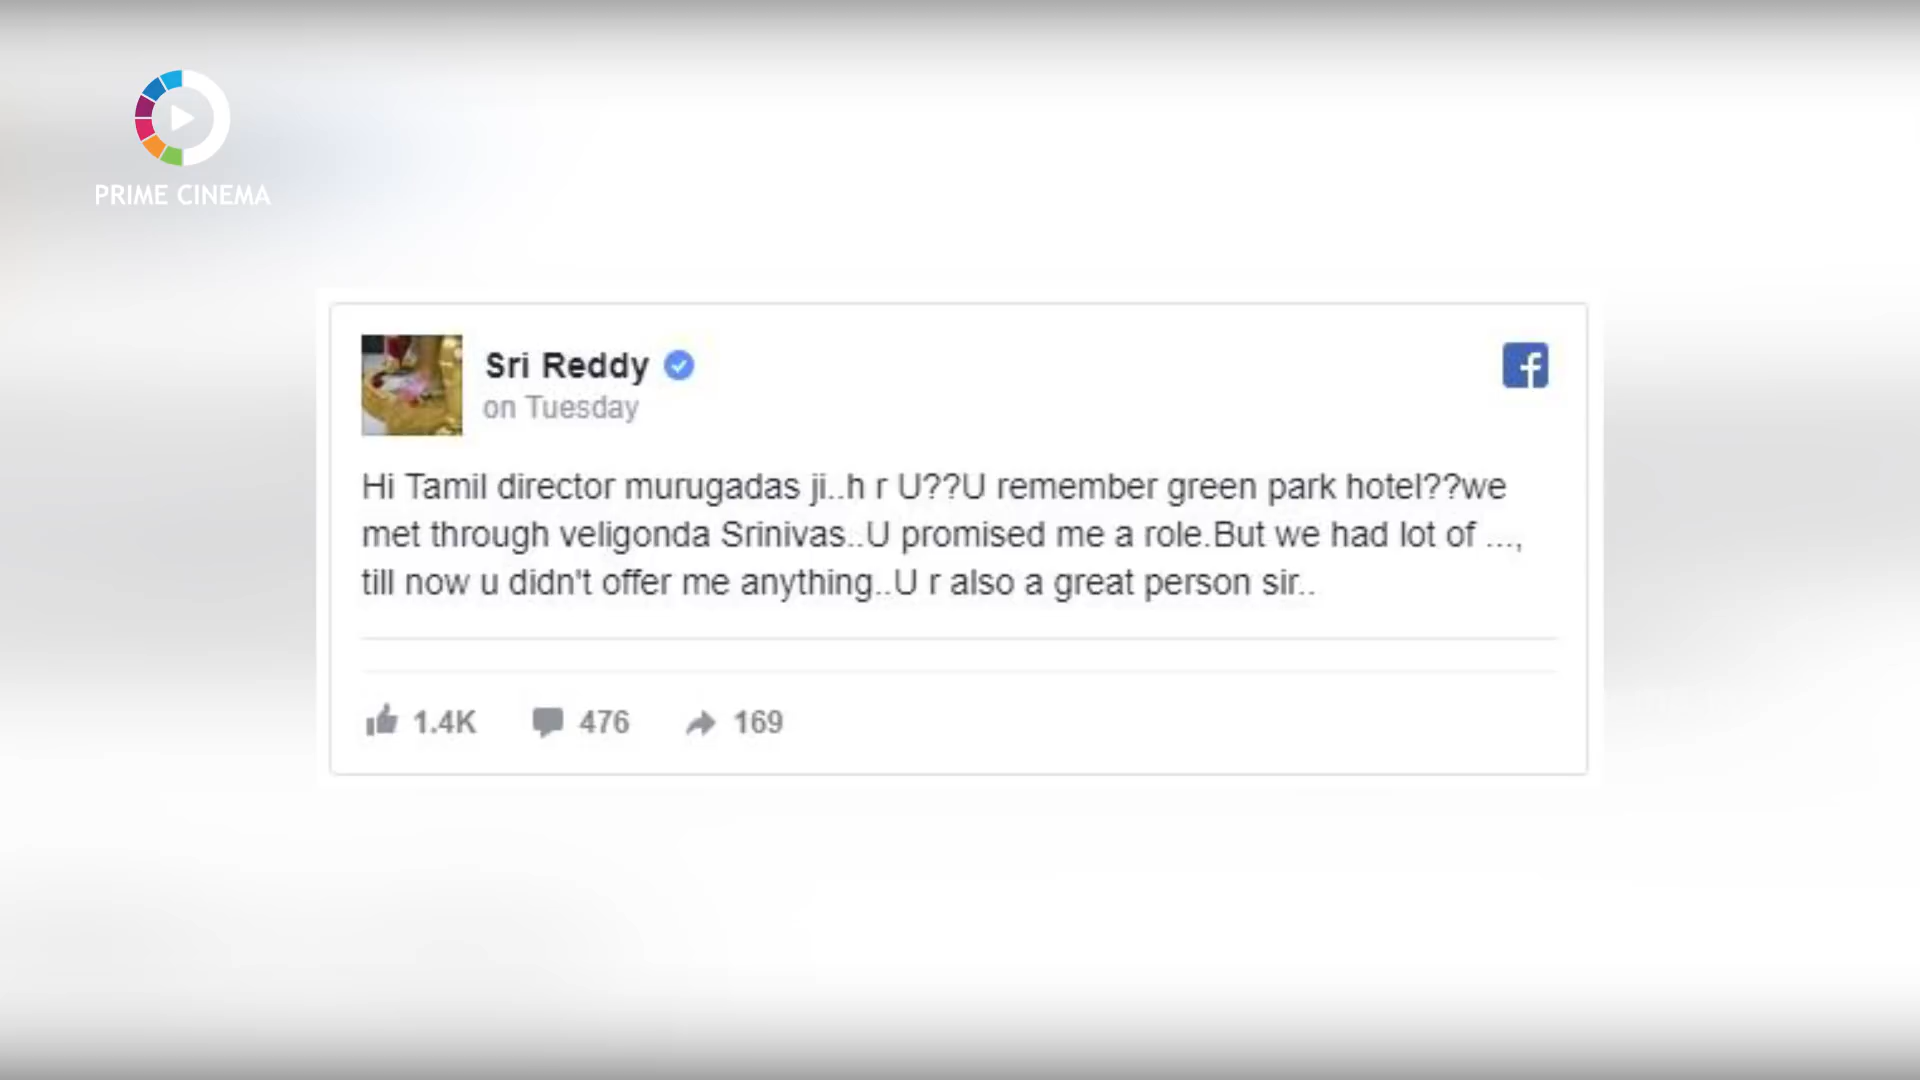 PRIME CINEMA
Sri Reddy
on Tuesday
Hi Tamil director murugadas ji..h r U??U remember green park hotel??we
met through veligonda Srinivas..U promised me a role.But we had lot of ...,
till now u didn't offer me anything..U r also a great person sir..
1.4K 476 169